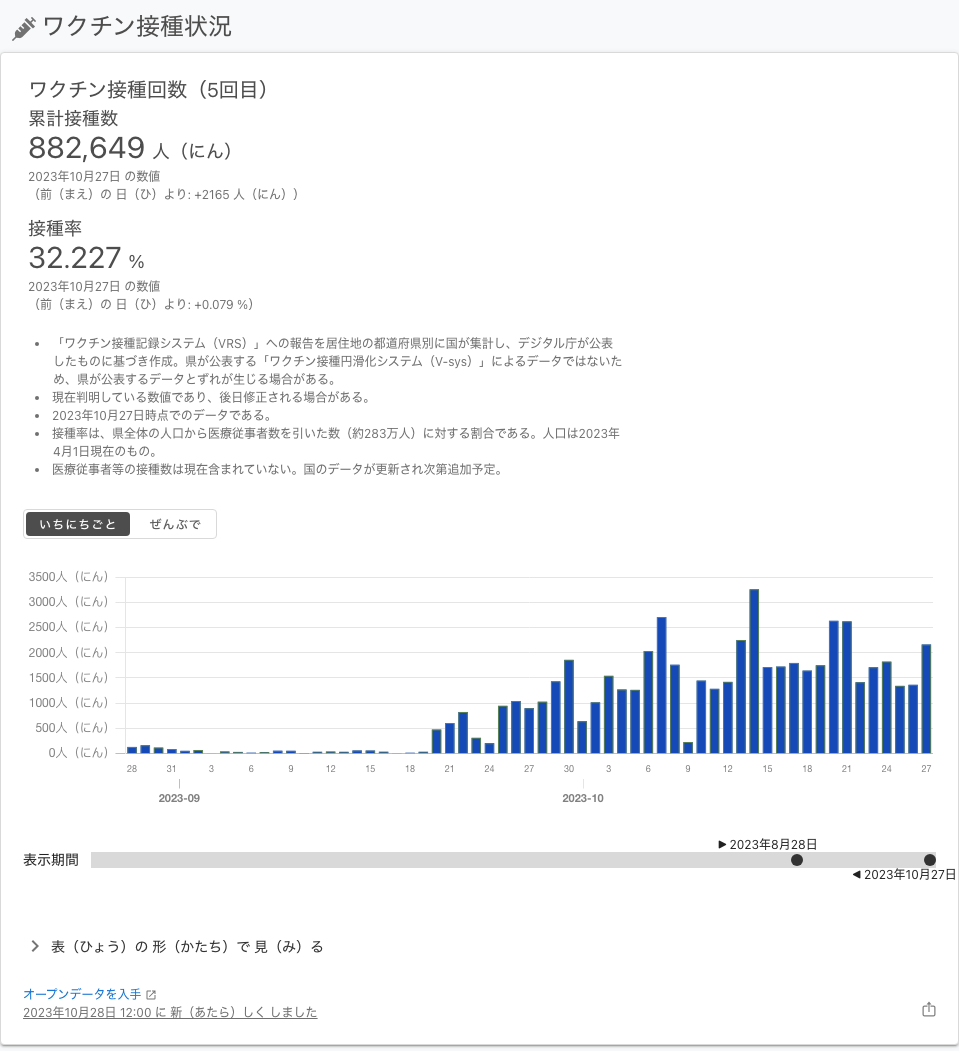 ワクチン接種状況
ワクチン接種回数（5回目）
累計接種数
882,649 人（にん）
2023年10月27日 の数値
（前（まえ）の 日（ひ）より: +2165 人（にん））
接種率
32.227 %
2023年10月27日 の数値
（前（まえ）の 日（ひ）より: +0.079 %）
「ワクチン接種記録システム（VRS）」への報告を居住地の都道府県別に国が集計し、デジタル庁が公表
したものに基づき作成。県が公表する「ワクチン接種円滑化システム（V-sys）」によるデータではないた
め、県が公表するデータとずれが生じる場合がある。
現在判明している数値であり、後日修正される場合がある。
2023年10月27日時点でのデータである。
接種率は、県全体の人口から医療従事者数を引いた数（約283万人）に対する割合である。人口は2023年
4月1日現在のもの。
医療従事者等の接種数は現在含まれていない。国のデータが更新され次第追加予定。
いちにちごと ぜんぶで
3500人（にん）
3000人（にん）
2500人（にん）
2000人（にん）
1500人（にん）
1000人（にん）
500人（にん）
0人（にん）
28 31 3 6 9 12 15 18 21 24 27 30 3 6 9 12 15 18 21 24 27
2023-09 2023-10
2023年8月28日
表示期間
2023年10月27日
表（ひょう）の 形（かたち）で 見（み）る
オープンデータを入手
2023年10月28日 12:00 に 新（あたら）しく しました